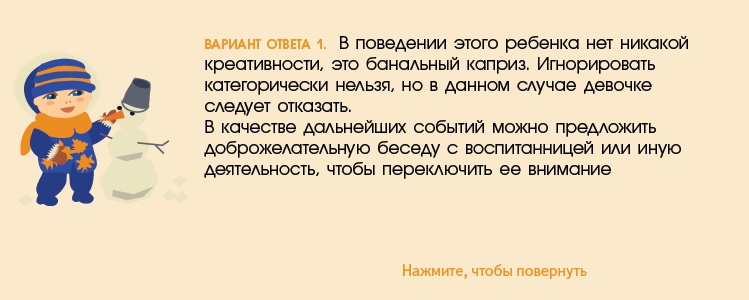 ВАРИАНТ ОТВЕТА 1. В поведении этого ребенка нет никакой
креативности, это банальный каприз. Игнорировать
категорически нельзя, но в данном случае девочке
следует отказать.
В качестве дальнейших событий можно предложить
доброжелательную беседу с воспитанницей или иную
деятельность, чтобы переключить ее внимание
Нажмите, чтобы повернуть